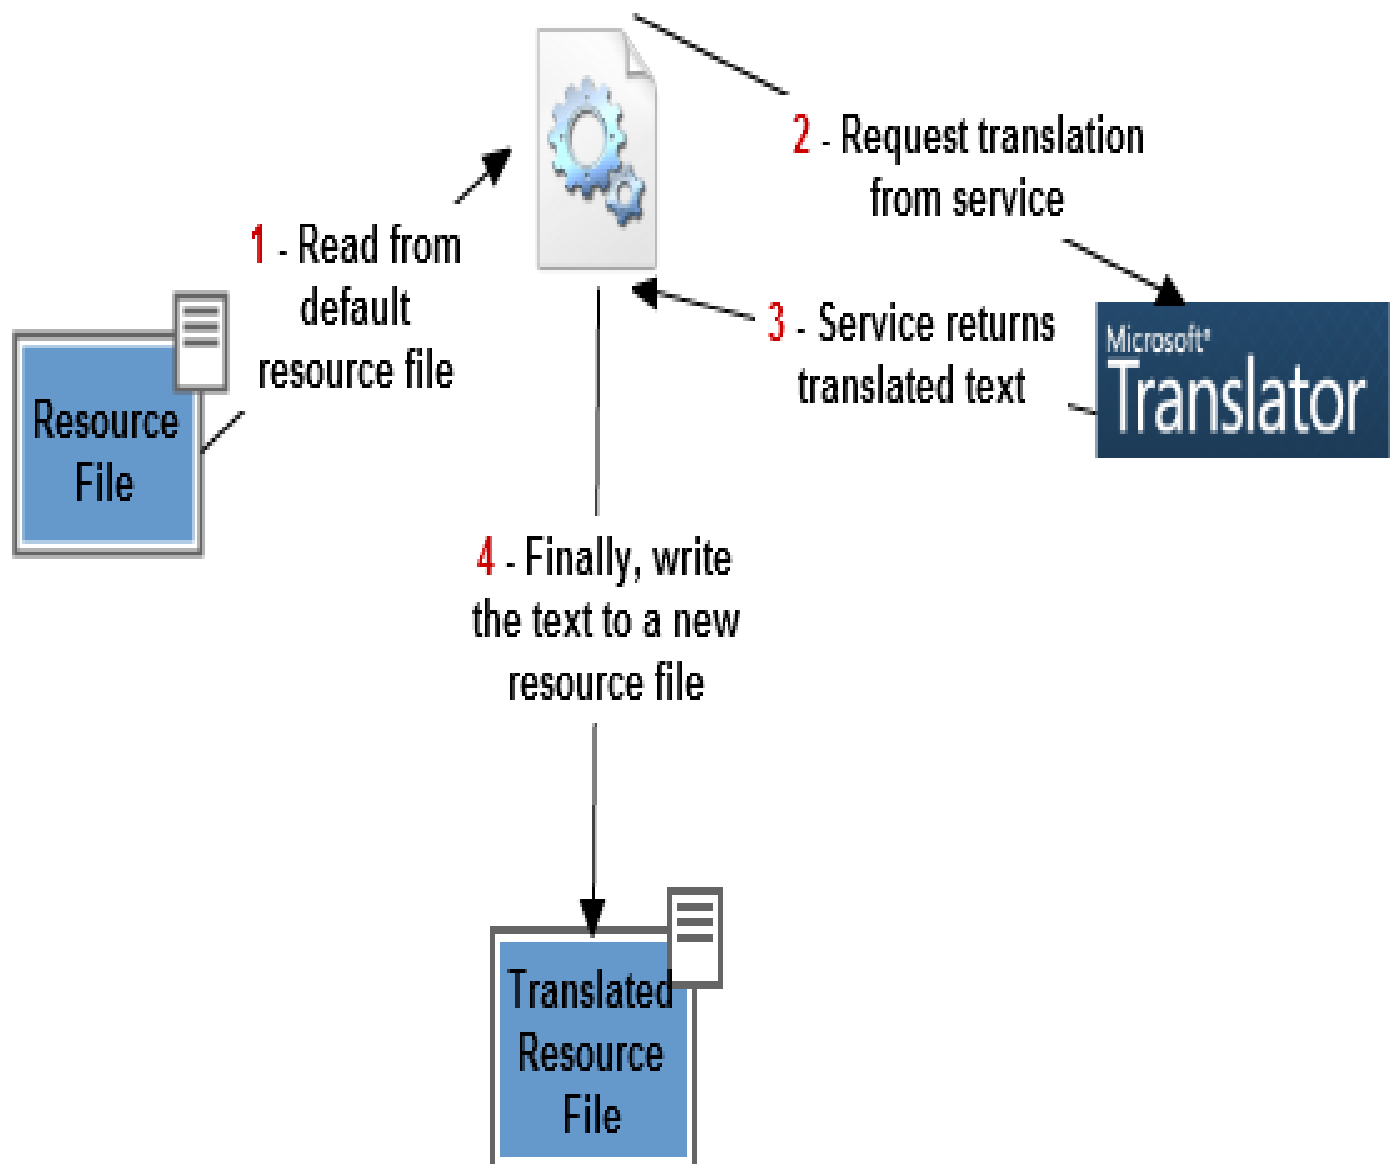 2 - Request translation
from service
1 - Read from
default
resource file
3 - Service returns
translated text
Microsoft®
Translator
Resource
File
4 - Finally, write
the text to a new
resource file
Translated
Resource
File